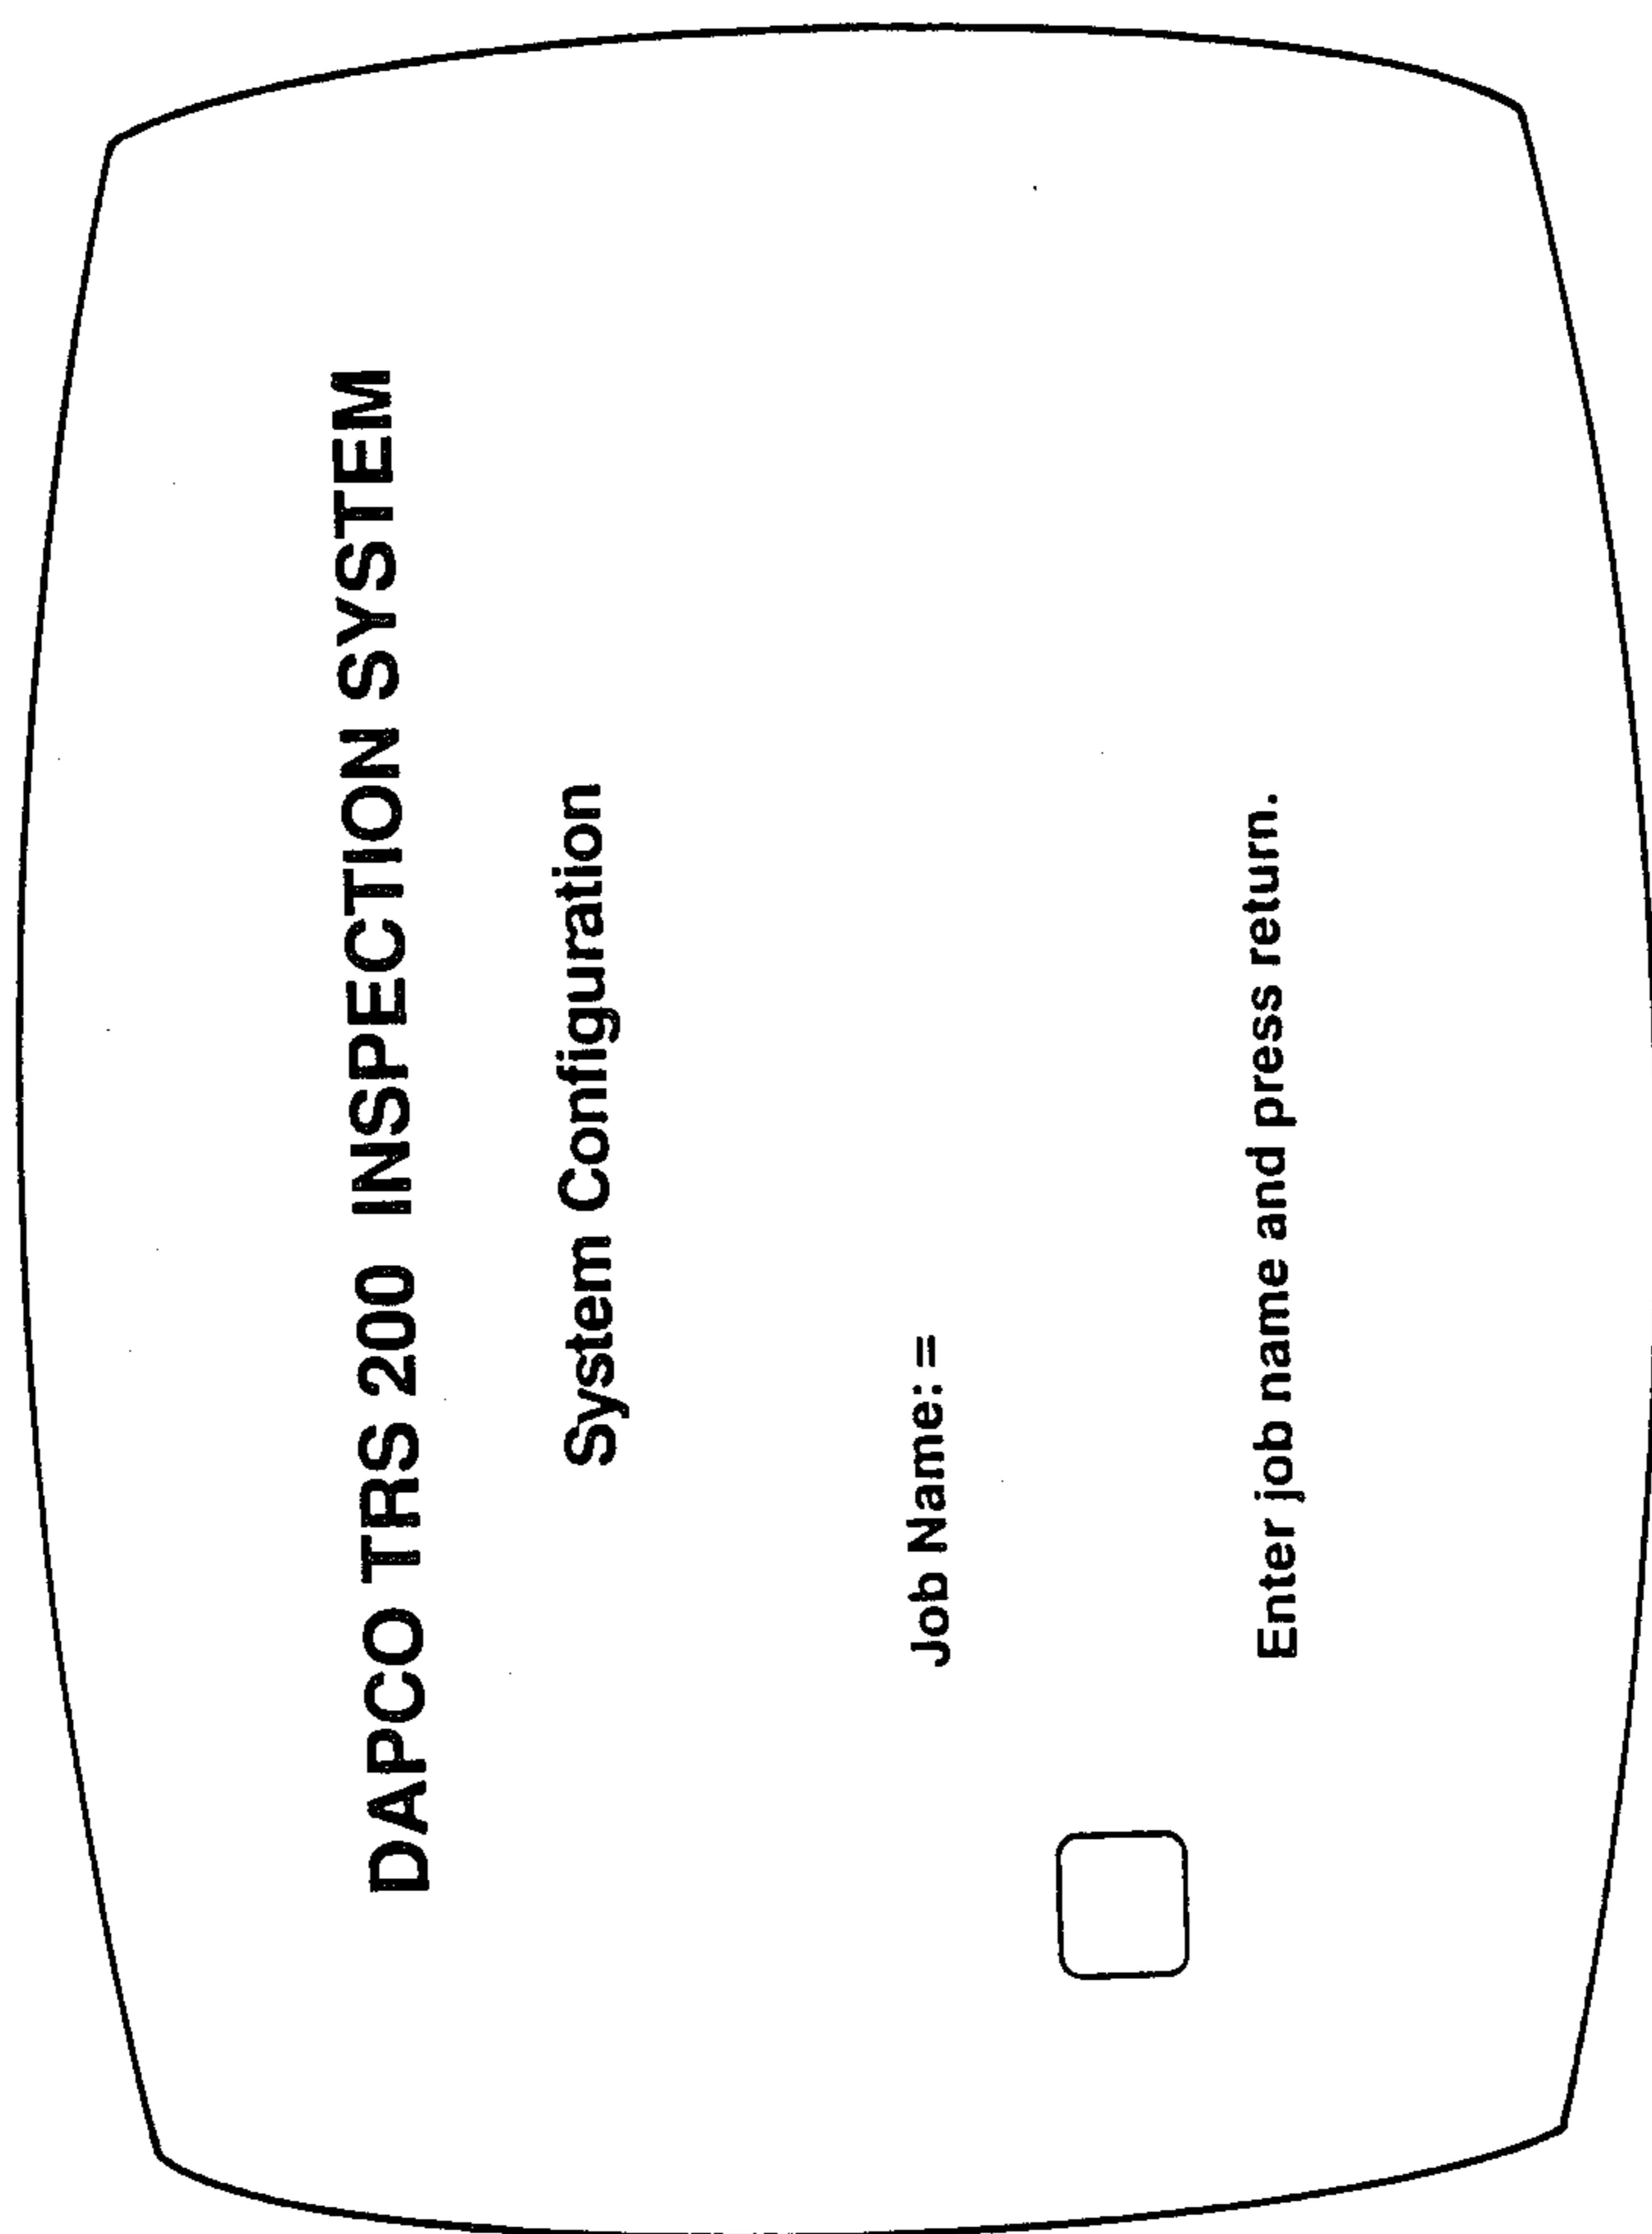 DAPCO TRS 200 INSPECTION SYSTEM
System Configuration
Job Name: =
Enter job name and press return.